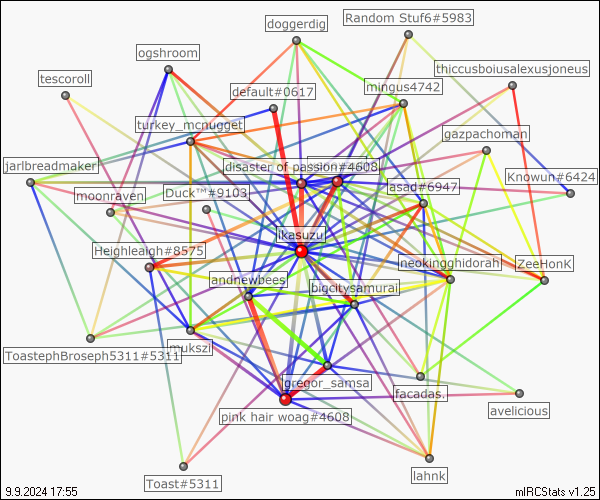 Random Stuf6#5983
doggerdig
ogshroom
thiccusboiusalexusjoneus
tescoroll
mingus4742
default#0617
turkey_mcnugget
gazpachoman
jarlbreadmaker
disaster of passion#4608
Knowun#6424
moonraven
Duck™#9103
asad#6947
ikasuzu
Heighleaigh#8575
neokingghidorah
ZeeHonK
andnewbees
bigcitysamurai
mukszi
ToastephBroseph5311#5311
gregor_samsa
facadas.
pink hair woag#4608
avelicious
lahnk
Toast#5311
9.9.2024 17:55
mIRCStats v1.25